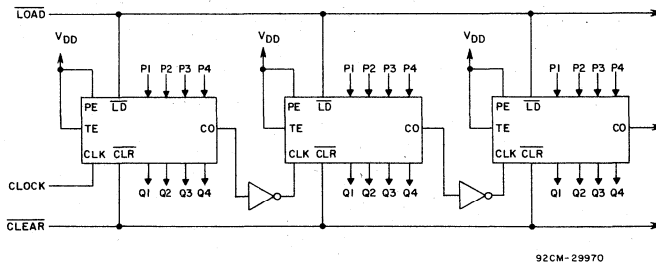 LOAD
VDD VDD VDD
P1 P2 P3 P4 P1 P2 P3 P4 P1 P2 P3 P4
PE LD PE LD PE LD
TE CO TE CO TE CO
CLK CLR CLK CLR CLK CLR
CLOCK
Q1 Q2 Q3 Q4 Q1 Q2 Q3 Q4 Q1 Q2 Q3 Q4
CLEAR
92CM-29970